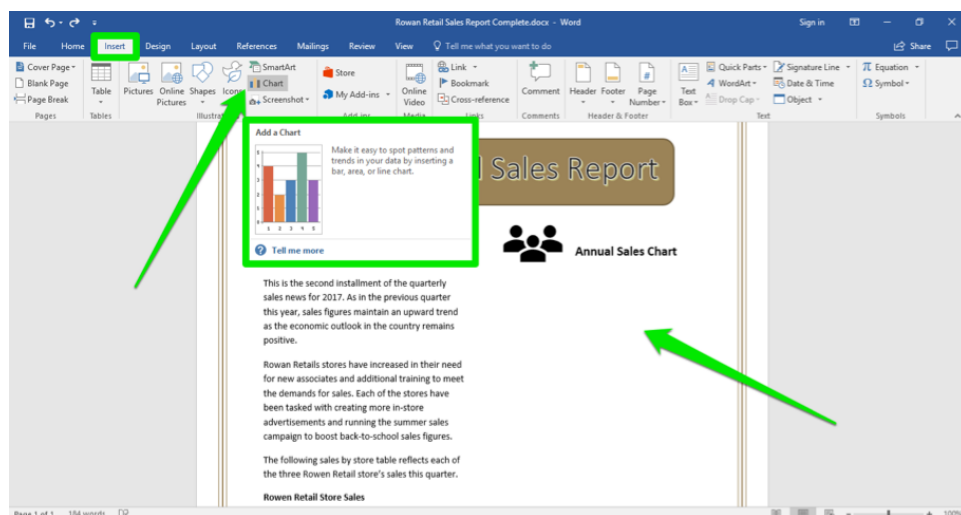 Rowan Retail Sales Report Complete.docx - Word
Sign in
File Home Insert Design Layout References Mailings Review View Tell me what you want to do Share
Cover Page
Blank Page
Page Break
Pages
Table
Tables
Pictures
Online Pictures
Shapes
SmartArt
Chart
Screenshot
Store
My Add-ins
Online Video
Media
Link
Bookmark
Cross-reference
Links
Comment
Comments
Header
Footer
Page Number
Header & Footer
Text Box
Quick Parts
WordArt
Drop Cap
Signature Line
Date & Time
Object
Text
Equation
Symbol
Symbols
Add a Chart
Make it easy to spot patterns and
trends in your data by inserting a
bar, area, or line chart.
1 2 3 4 5
Tell me more
Sales Report
Annual Sales Chart
This is the second installment of the quarterly
sales news for 2017. As in the previous quarter
this year, sales figures maintain an upward trend
as the economic outlook in the country remains
positive.
Rowan Retails stores have increased in their need
for new associates and additional training to meet
the demands for sales. Each of the stores have
been tasked with creating more in-store
advertisements and running the summer sales
campaign to boost back-to-school sales figures.
The following sales by store table reflects each of
the three Rowen Retail store's sales this quarter.
Rowen Retail Store Sales
Page 1 of 1 184 words
100%